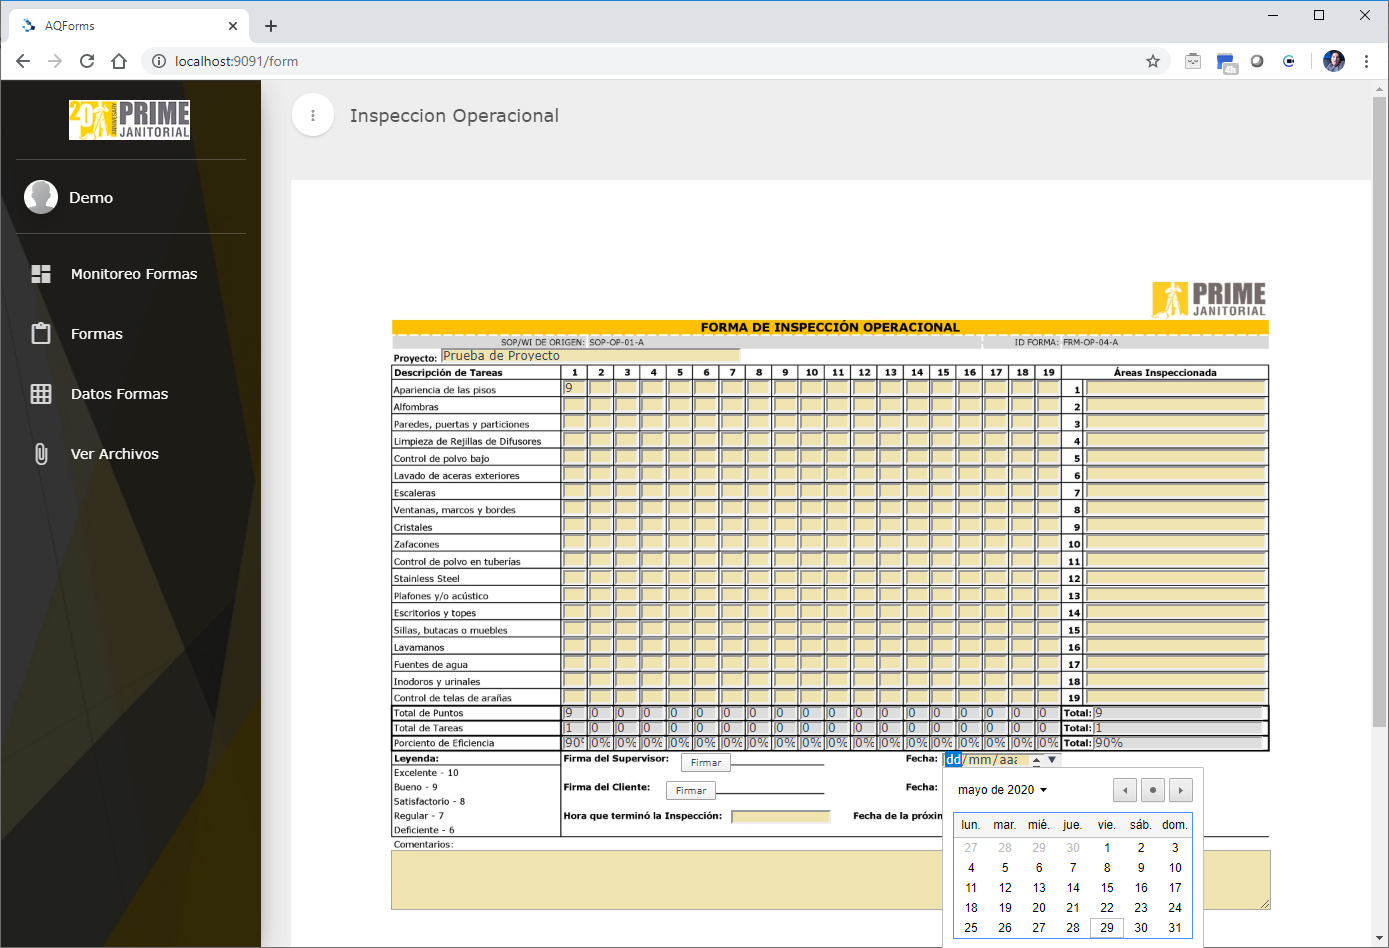 AQForms
localhost:9091/form
4h
20 ANNIVERSARY PRIME JANITORIAL
Inspeccion Operacional
Demo
Monitoreo Formas
Formas
Datos Formas
Ver Archivos
PRIME
JANITORIAL
FORMA DE INSPECCIÓN OPERACIONAL
SOP/WI DE ORIGEN: SOP-OP-01-A ID FORMA: FRM-OP-04-A
Proyecto: Prueba de Proyecto
Descripción de Tareas 1 2 3 4 5 6 7 8 9 10 11 12 13 14 15 16 17 18 19 Áreas Inspeccionada
Apariencia de las pisos 9 1
Alfombras 2
Paredes, puertas y particiones 3
Limpieza de Rejillas de Difusores 4
Control de polvo bajo 5
Lavado de aceras exteriores 6
Escaleras 7
Ventanas, marcos y bordes 8
Cristales 9
Zafacones 10
Control de polvo en tuberías 11
Stainless Steel 12
Plafones y/o acústico 13
Escritorios y topes 14
Sillas, butacas o muebles 15
Lavamanos 16
Fuentes de agua 17
Inodoros y urinales 18
Control de telas de arañas 19
Total de Puntos 9 0 0 0 0 0 0 0 0 0 0 0 0 0 0 0 0 0 0 Total: 9
Total de Tareas 1 0 0 0 0 0 0 0 0 0 0 0 0 0 0 0 0 0 0 Total: 1
Porciento de Eficiencia 90% 0% 0% 0% 0% 0% 0% 0% 0% 0% 0% 0% 0% 0% 0% 0% 0% 0% 0% Total: 90%
Leyenda: Firma del Supervisor: Firmar Fecha: dd/mm/aaa
Excelente - 10
Bueno - 9 Firma del Cliente: Firmar Fecha:
Satisfactorio - 8
Regular - 7 Hora que terminó la Inspección: Fecha de la próxin
Deficiente - 6
Comentarios:
mayo de 2020
lun. mar. mié. jue. vie. sáb. dom.
27 28 29 30 1 2 3
4 5 6 7 8 9 10
11 12 13 14 15 16 17
18 19 20 21 22 23 24
25 26 27 28 29 30 31